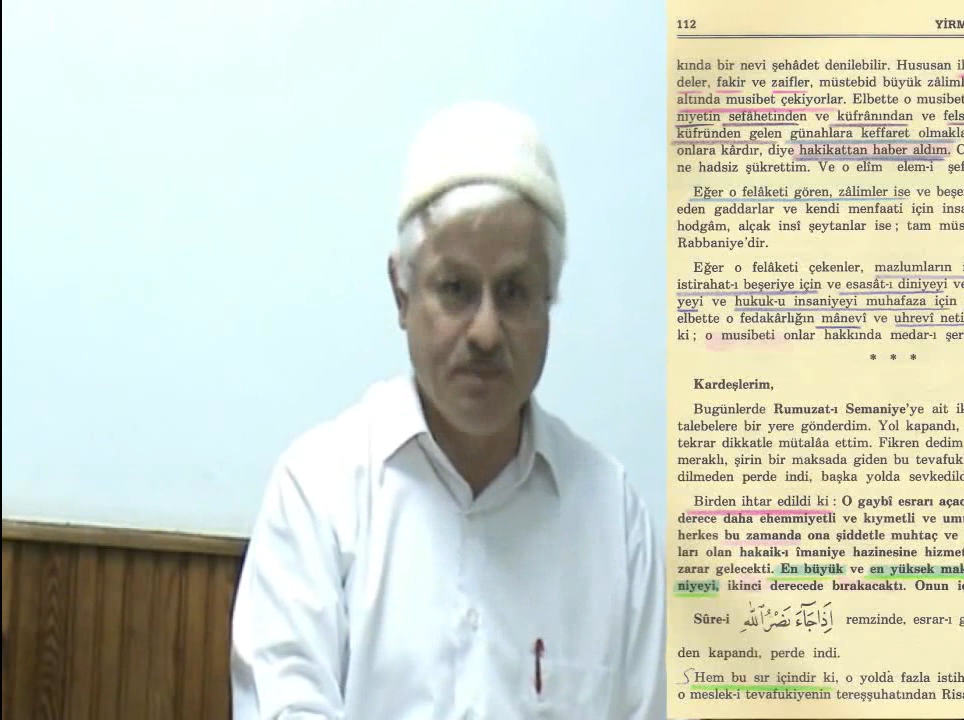 112 YİRM
kında bir nevi şehâdet denilebilir. Hususan
deler, fakir ve zaifler, müstebid büyük zâliml
altında musibet çekiyorlar. Elbette o musibet
niyetin sefâhetinden ve küfrânından ve fels
küfründen gelen günahlara keffaret olmakla
onlara kârdır, diye hakikattan haber aldım.
ne hadsiz şükrettim. Ve o elîm elem-i şef
Eğer o felâketi gören, zâlimler ise ve beşe
eden gaddarlar ve kendi menfaati için insa
hodgâm, alçak insî şeytanlar ise; tam müs
Rabbaniye'dir.
Eğer o felâketi çekenler, mazlumların
istirahat-ı beşeriye için ve esasât-ı diniyeyi ve
yeyi ve hukuk-u insaniyeyi muhafaza için
elbette o fedakârlığın mânevî ve uhrevî neti
ki; o musibeti onlar hakkında medar-ı şer
* * *
Kardeşlerim,
Bugünlerde Rumuzat-ı Semaniye'ye ait ik
talebelere bir yere gönderdim. Yol kapandı,
tekrar dikkatle mütalâa ettim. Fikren dedim
meraklı, şirin bir maksada giden bu tevafuk
dilmeden perde indi, başka yolda sevkedild
Birden ihtar edildi ki: O gaybî esrarı açac
derece daha ehemmiyetli ve kıymetli ve um
herkes bu zamanda ona şiddetle muhtaç ve
ları olan hakaik-ı îmaniye hazinesine hizmet
zarar gelecekti. En büyük ve en yüksek mak
niyeyi, ikinci derecede bırakacaktı. Onun iç
Sûre-i إِذَا جَاءَ نَصْرُ اللّٰهِ remzinde, esrar-ı g
den kapandı, perde indi.
Hem bu sır içindir ki, o yolda fazla istih
o meslek-i tevafukiyenin tereşşuhatından Risa